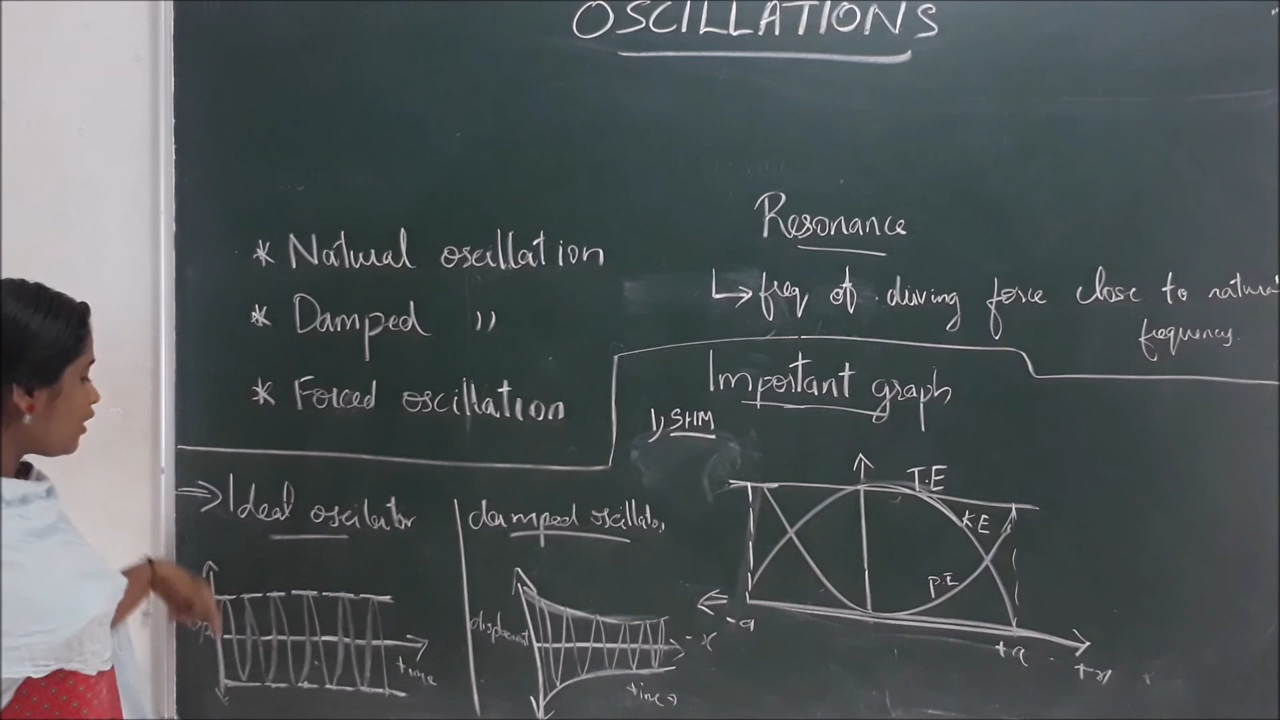 OSCILLATIONS
* Natural oscillation
* Damped "
* Forced oscillation
Resonance
↳ freq of driving force close to natural
frequency.
Important graph
1, SHM
⇒ Ideal oscilator
time
damped oscillator
displacement
time
T.E
K.E
P.E
-x
-a
+a
+x